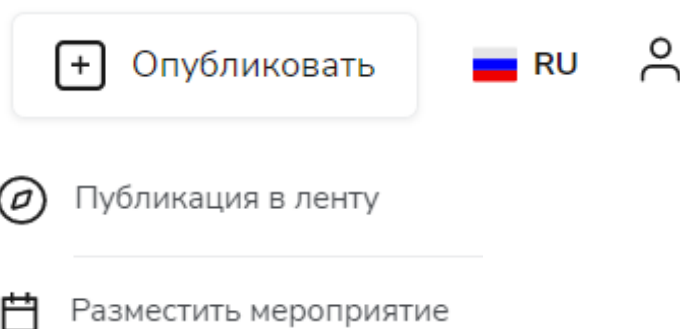 Опубликовать RU
Публикация в ленту
Разместить мероприятие